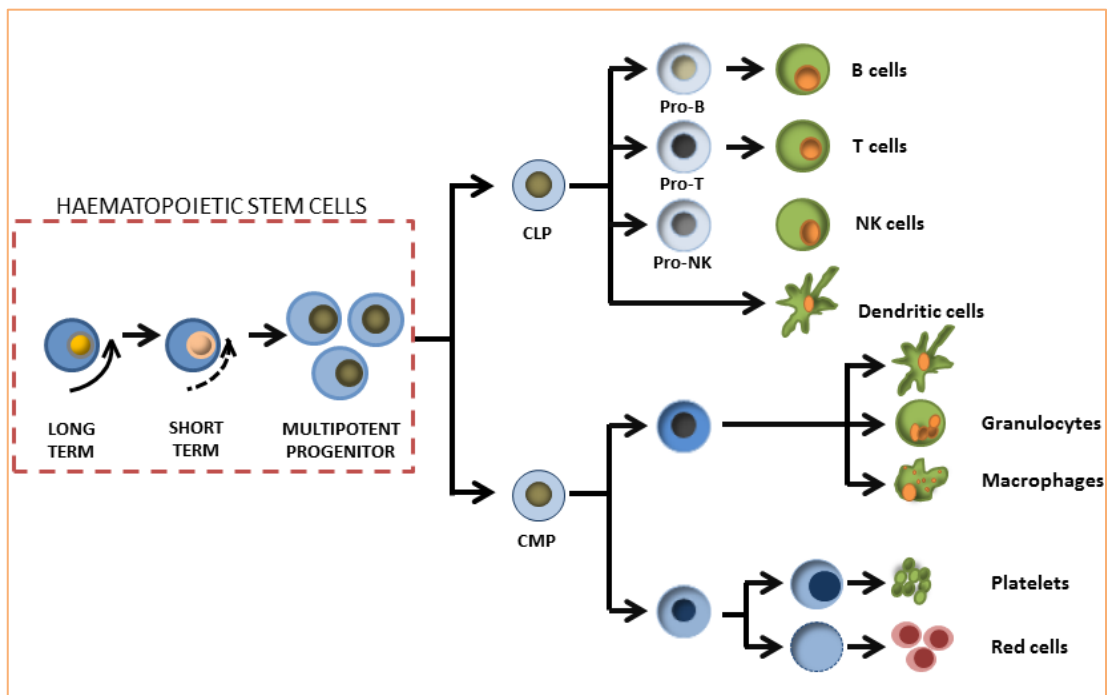 HAEMATOPOIETIC STEM CELLS
LONG
TERM
SHORT
TERM
MULTIPOTENT
PROGENITOR
CLP
CMP
Pro-B
Pro-T
Pro-NK
B cells
T cells
NK cells
Dendritic cells
Granulocytes
Macrophages
Platelets
Red cells